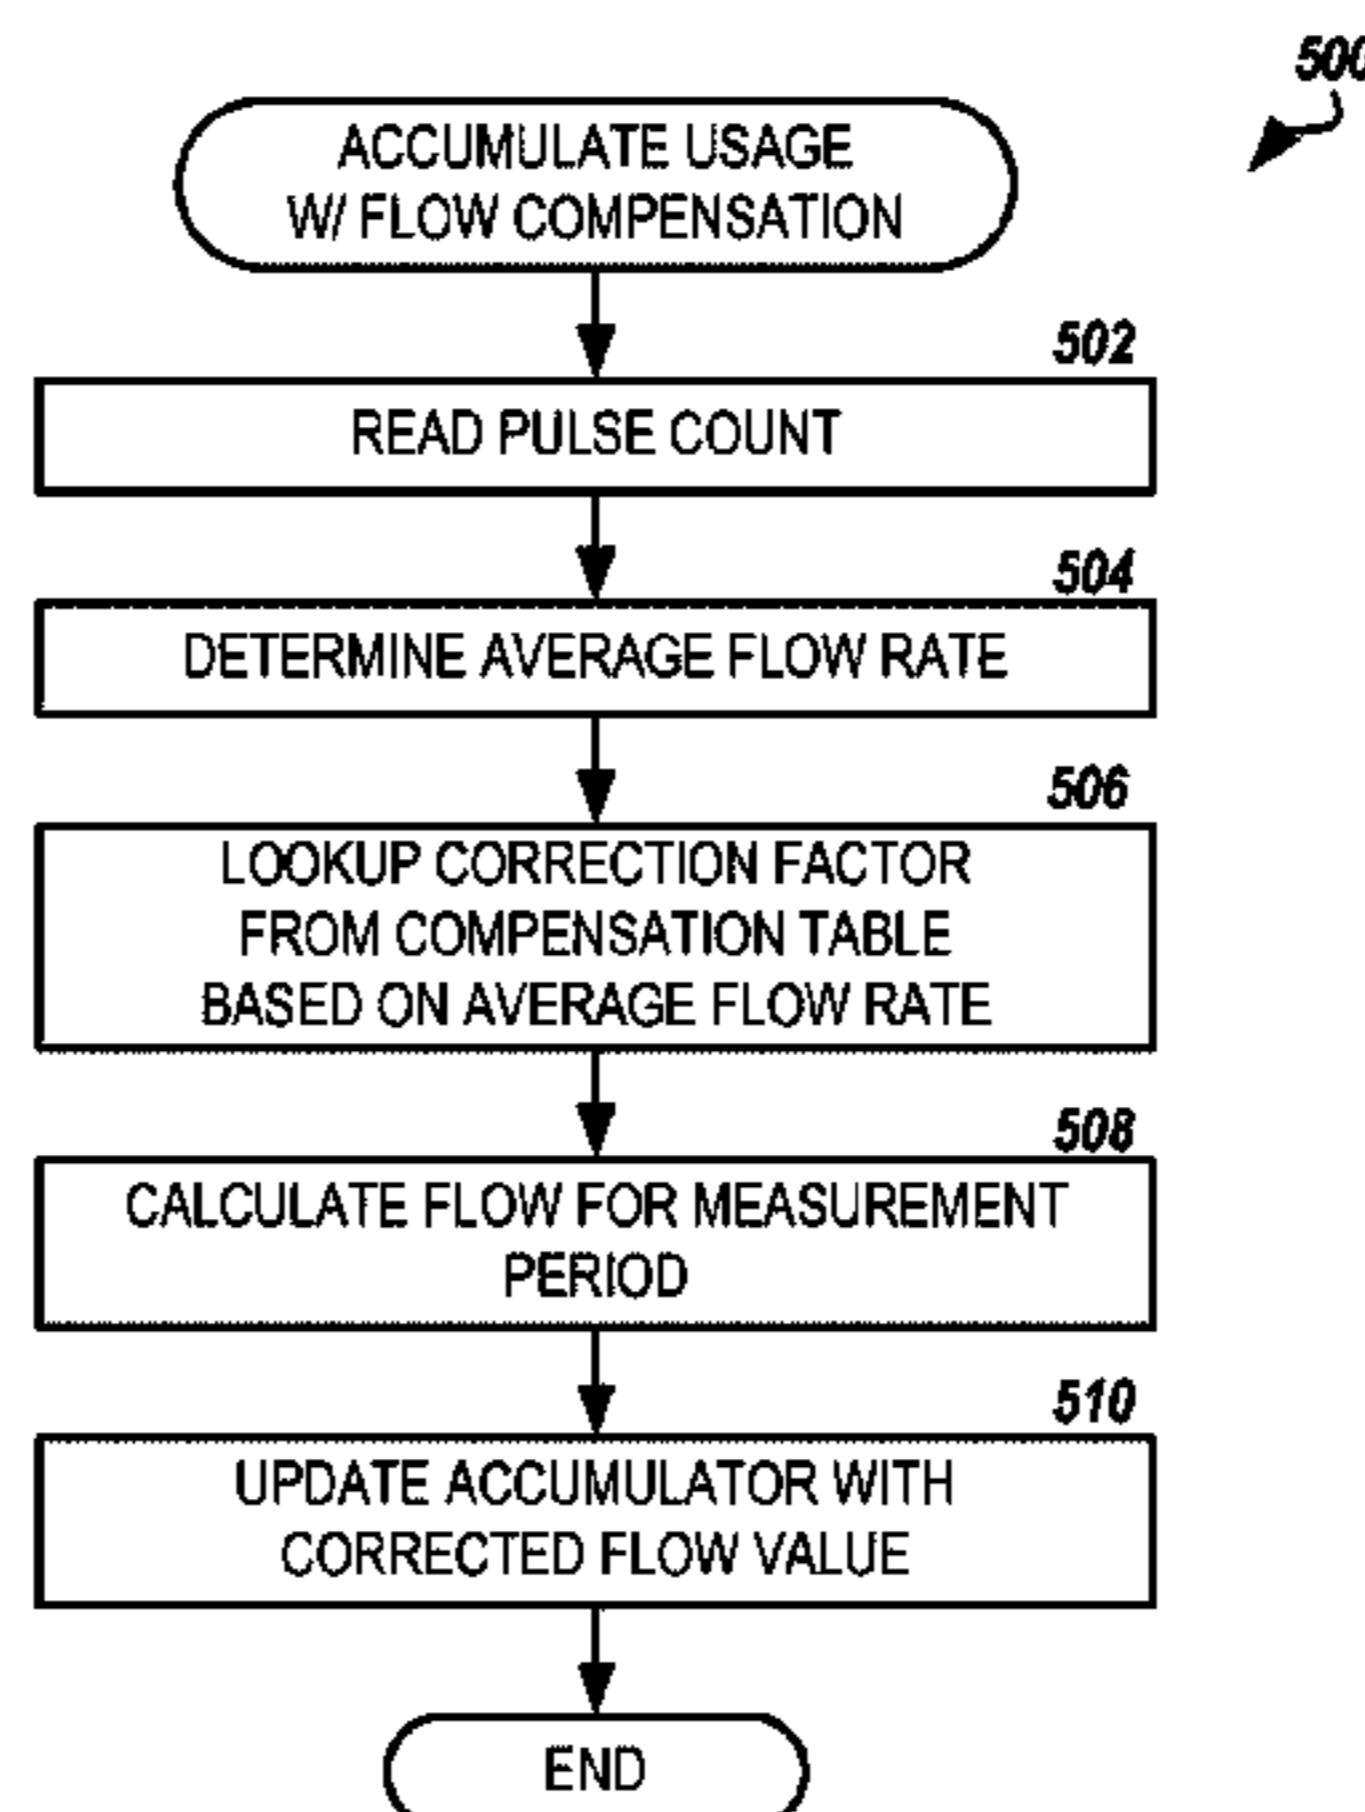 500
ACCUMULATE USAGE
W/ FLOW COMPENSATION
502
READ PULSE COUNT
504
DETERMINE AVERAGE FLOW RATE
506
LOOKUP CORRECTION FACTOR
FROM COMPENSATION TABLE
BASED ON AVERAGE FLOW RATE
508
CALCULATE FLOW FOR MEASUREMENT
PERIOD
510
UPDATE ACCUMULATOR WITH
CORRECTED FLOW VALUE
END